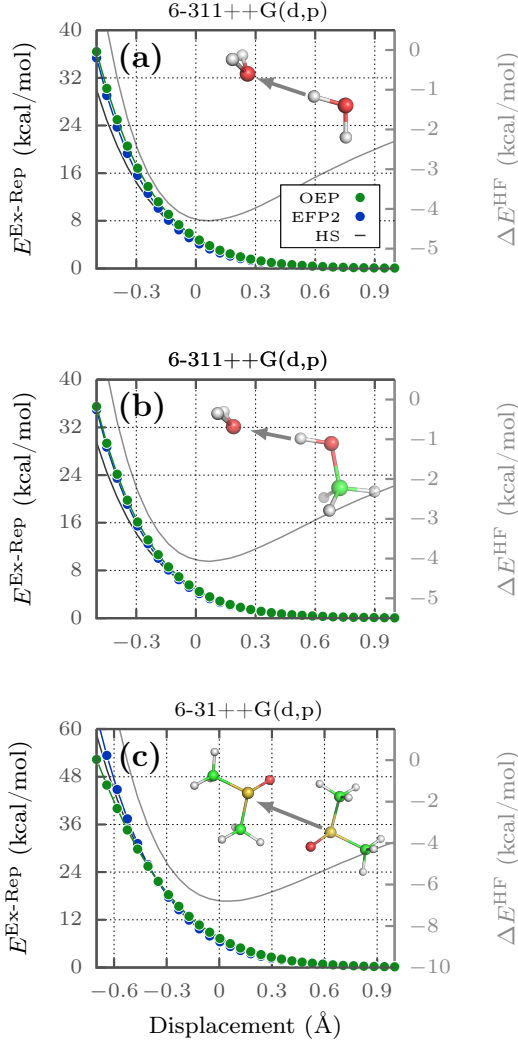 6-311++G(d,p)
(a)
E^Ex-Rep (kcal/mol)
40
32
24
16
8
0
0
−1
−2
−3
−4
−5
ΔE^HF (kcal/mol)
OEP
EFP2
HS
−0.3 0 0.3 0.6 0.9
6-311++G(d,p)
(b)
E^Ex-Rep (kcal/mol)
40
32
24
16
8
0
0
−1
−2
−3
−4
−5
ΔE^HF (kcal/mol)
−0.3 0 0.3 0.6 0.9
6-31++G(d,p)
(c)
E^Ex-Rep (kcal/mol)
60
48
36
24
12
0
0
−2
−4
−6
−8
−10
ΔE^HF (kcal/mol)
−0.6 −0.3 0 0.3 0.6 0.9
Displacement (Å)